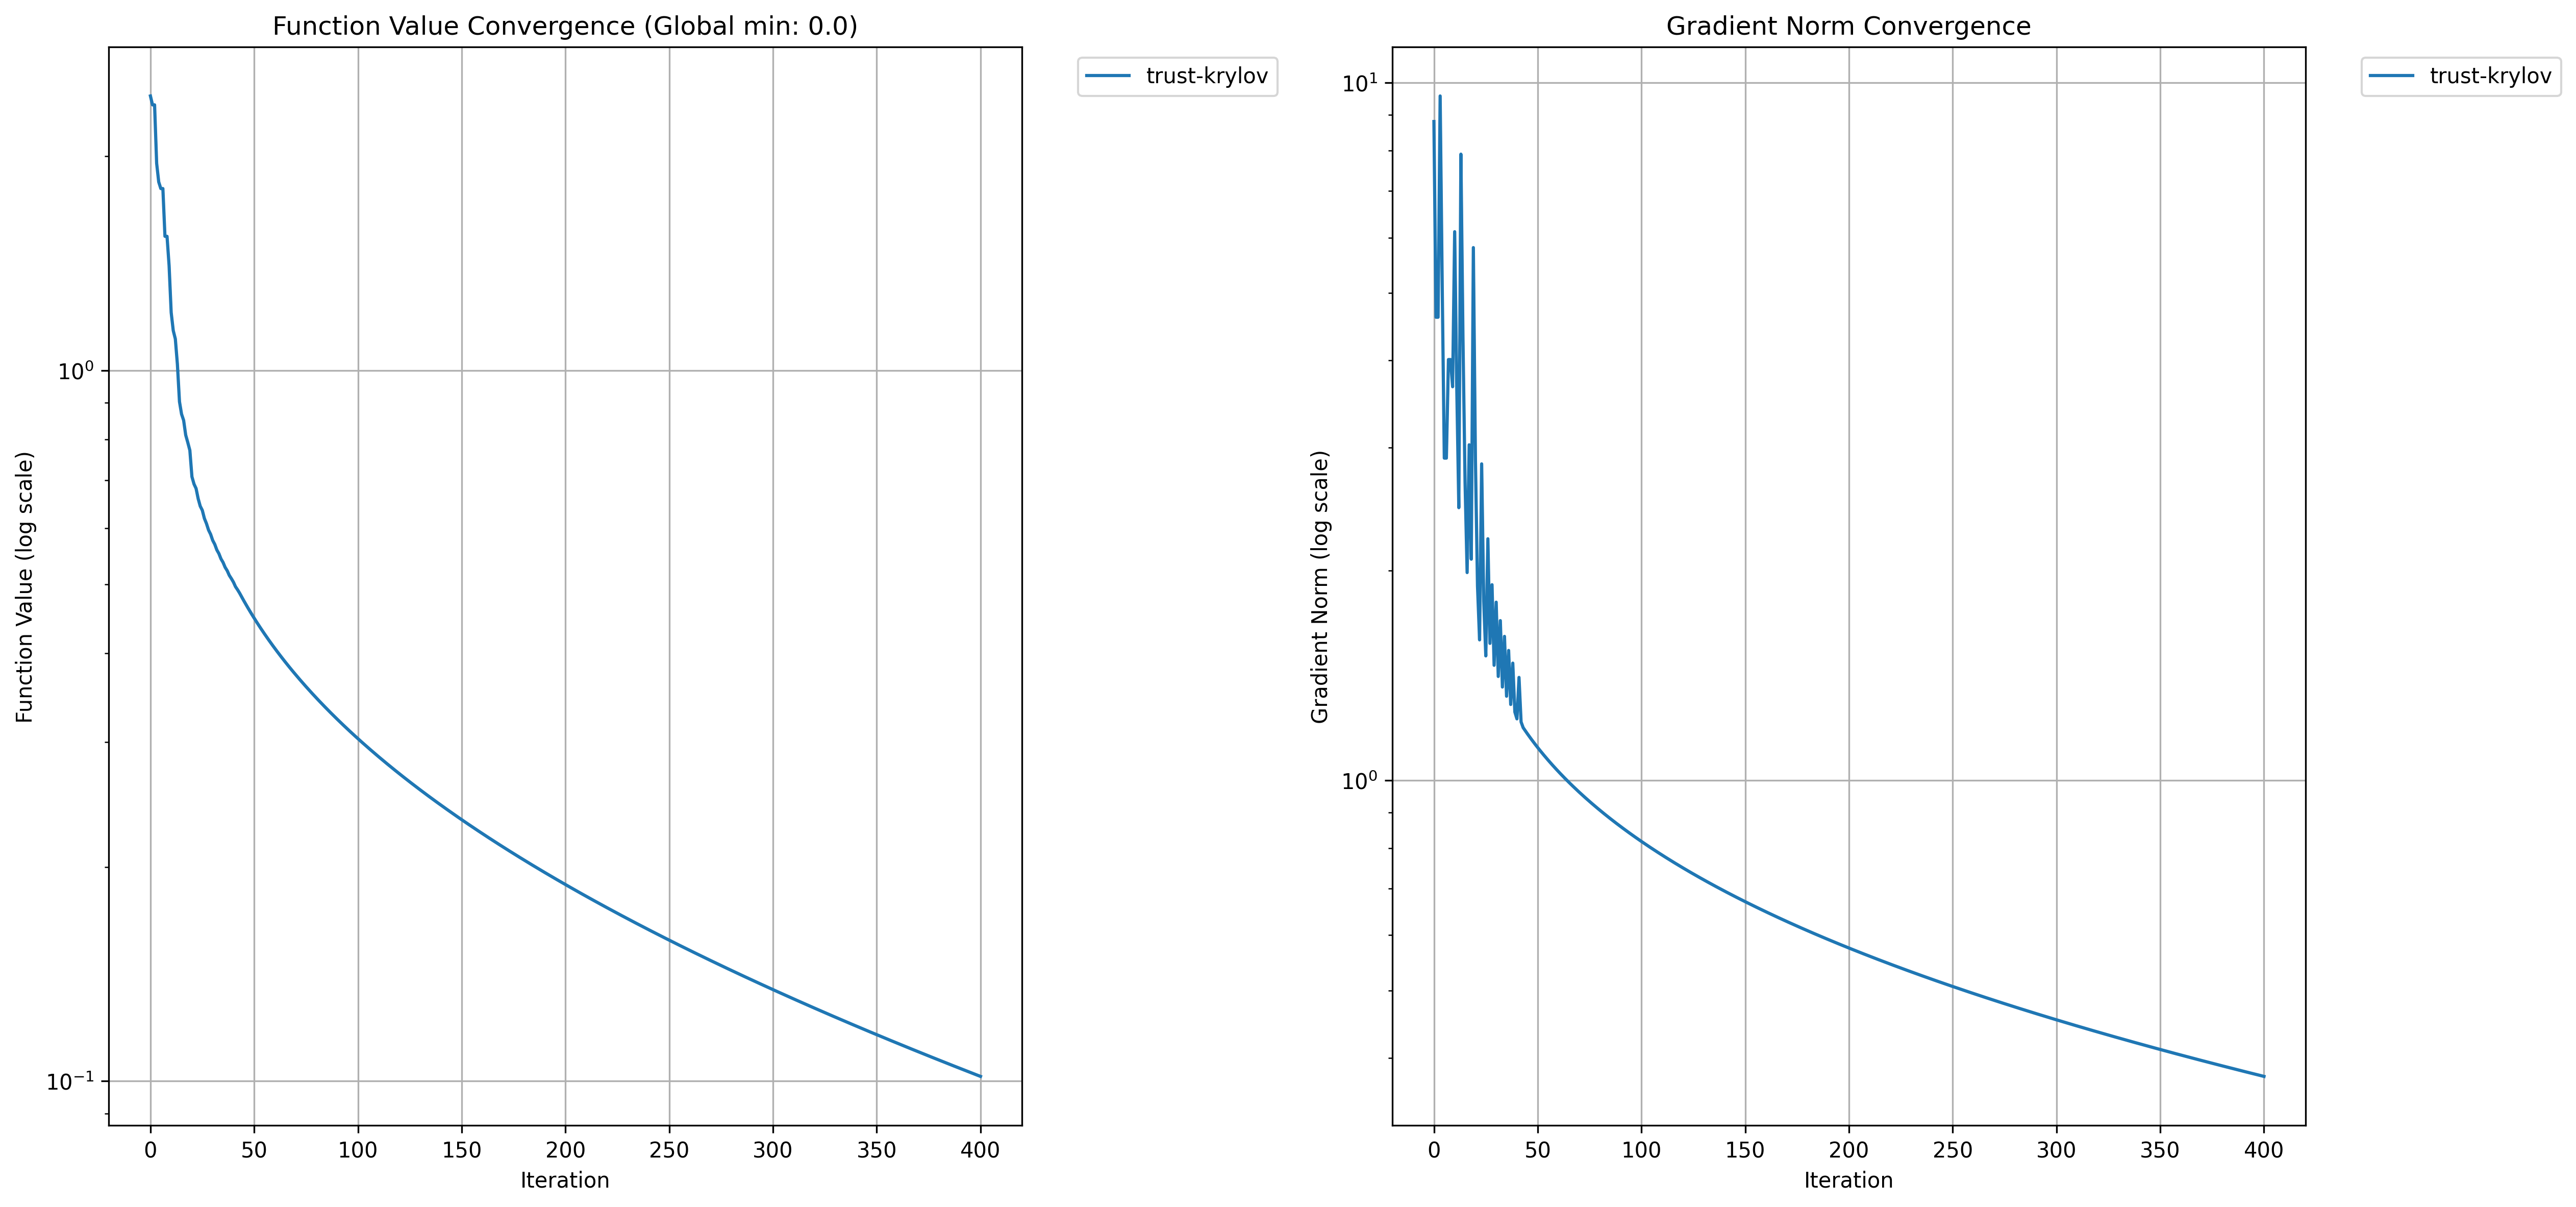 Function Value Convergence (Global min: 0.0)
trust-krylov
10⁰
10⁻¹
Function Value (log scale)
0 50 100 150 200 250 300 350 400
Iteration
Gradient Norm Convergence
trust-krylov
10¹
10⁰
Gradient Norm (log scale)
0 50 100 150 200 250 300 350 400
Iteration